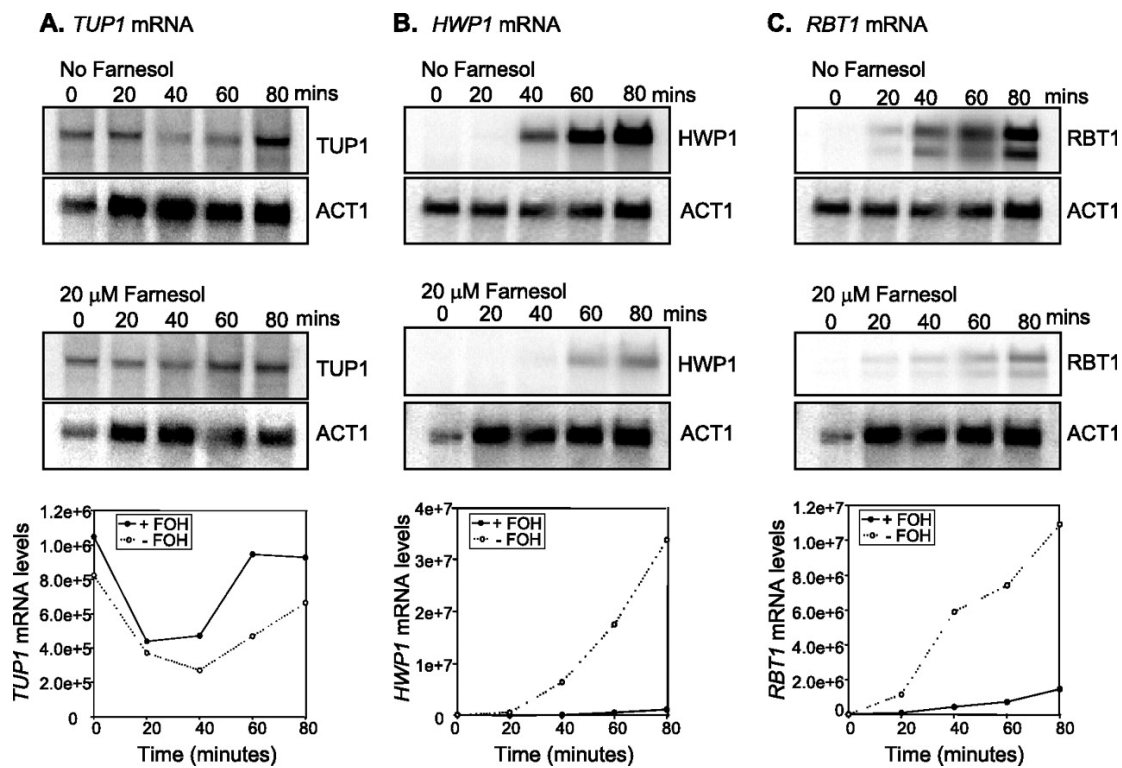 A. TUP1 mRNA
No Farnesol
0 20 40 60 80 mins
TUP1
ACT1
20 µM Farnesol
0 20 40 60 80 mins
TUP1
ACT1
1.2e+6
1.0e+6
8.0e+5
6.0e+5
4.0e+5
2.0e+5
0
TUP1 mRNA levels
+ FOH
- FOH
0 20 40 60 80
Time (minutes)
B. HWP1 mRNA
No Farnesol
0 20 40 60 80 mins
HWP1
ACT1
20 µM Farnesol
0 20 40 60 80 mins
HWP1
ACT1
4e+7
3e+7
2e+7
1e+7
0
HWP1 mRNA levels
+ FOH
- FOH
0 20 40 60 80
Time (minutes)
C. RBT1 mRNA
No Farnesol
0 20 40 60 80 mins
RBT1
ACT1
20 µM Farnesol
0 20 40 60 80 mins
RBT1
ACT1
1.2e+7
1.0e+7
8.0e+6
6.0e+6
4.0e+6
2.0e+6
0
RBT1 mRNA levels
+ FOH
- FOH
0 20 40 60 80
Time (minutes)